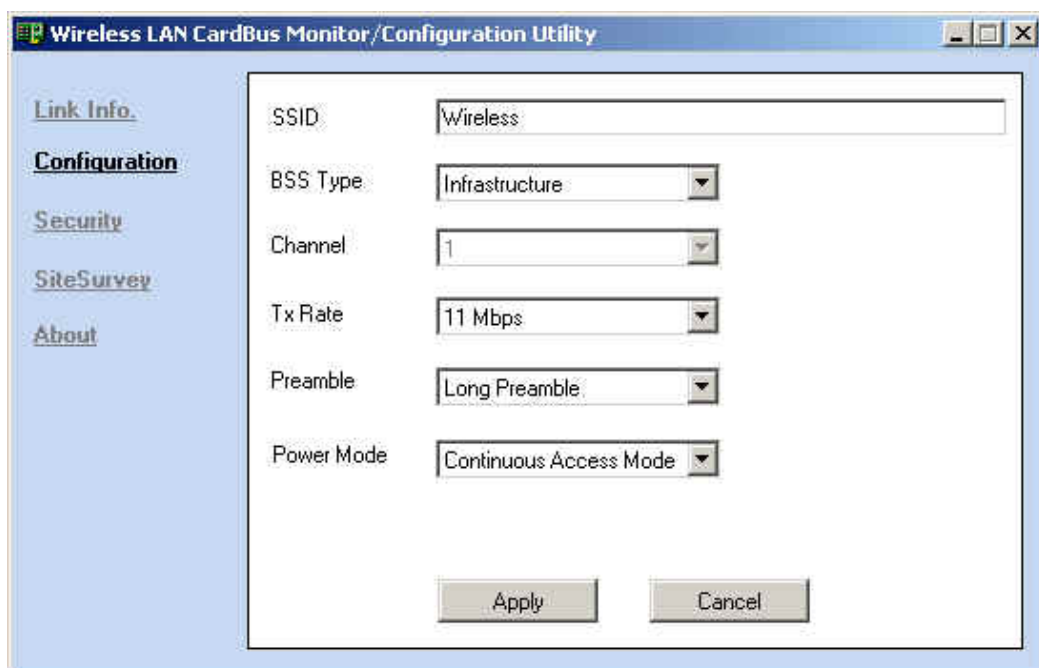 Wireless LAN CardBus Monitor/Configuration Utility
Link Info.
Configuration
Security
SiteSurvey
About
SSID
Wireless
BSS Type
Infrastructure
Channel
1
Tx Rate
11 Mbps
Preamble
Long Preamble
Power Mode
Continuous Access Mode
Apply
Cancel